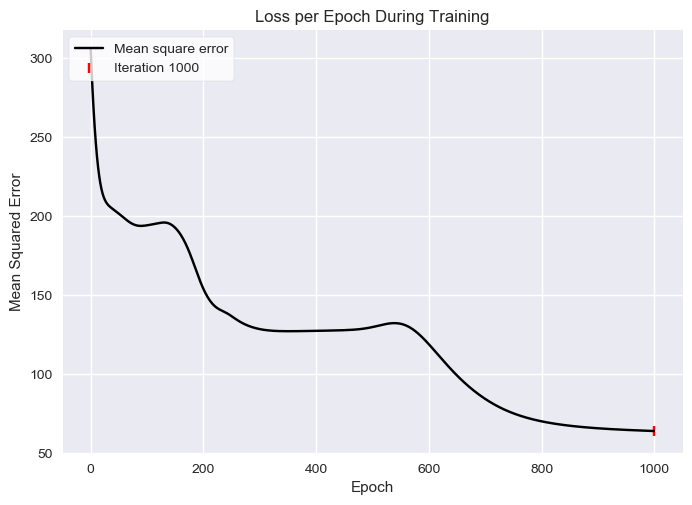 Loss per Epoch During Training
Mean square error
Iteration 1000
Mean Squared Error
300
250
200
150
100
50
0 200 400 600 800 1000
Epoch